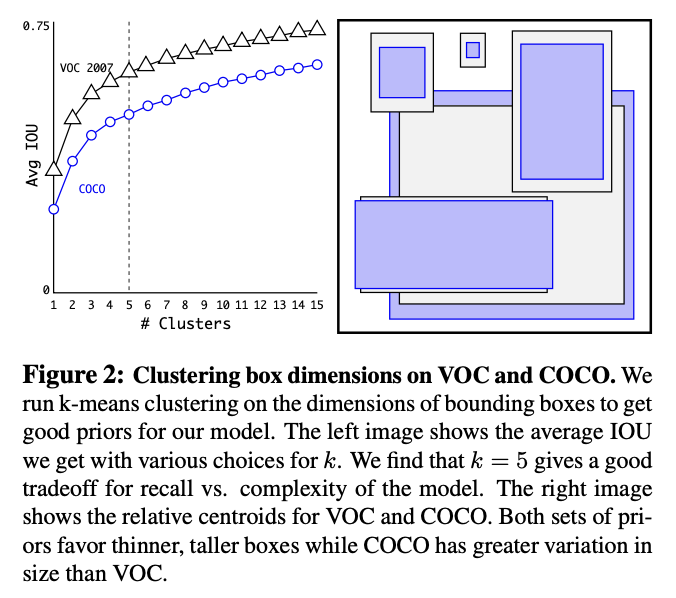 0.75
VOC 2007
Avg IOU
COCO
0
1 2 3 4 5 6 7 8 9 10 11 12 13 14 15
# Clusters
Figure 2: Clustering box dimensions on VOC and COCO. We
run k-means clustering on the dimensions of bounding boxes to get
good priors for our model. The left image shows the average IOU
we get with various choices for k. We find that k = 5 gives a good
tradeoff for recall vs. complexity of the model. The right image
shows the relative centroids for VOC and COCO. Both sets of pri-
ors favor thinner, taller boxes while COCO has greater variation in
size than VOC.